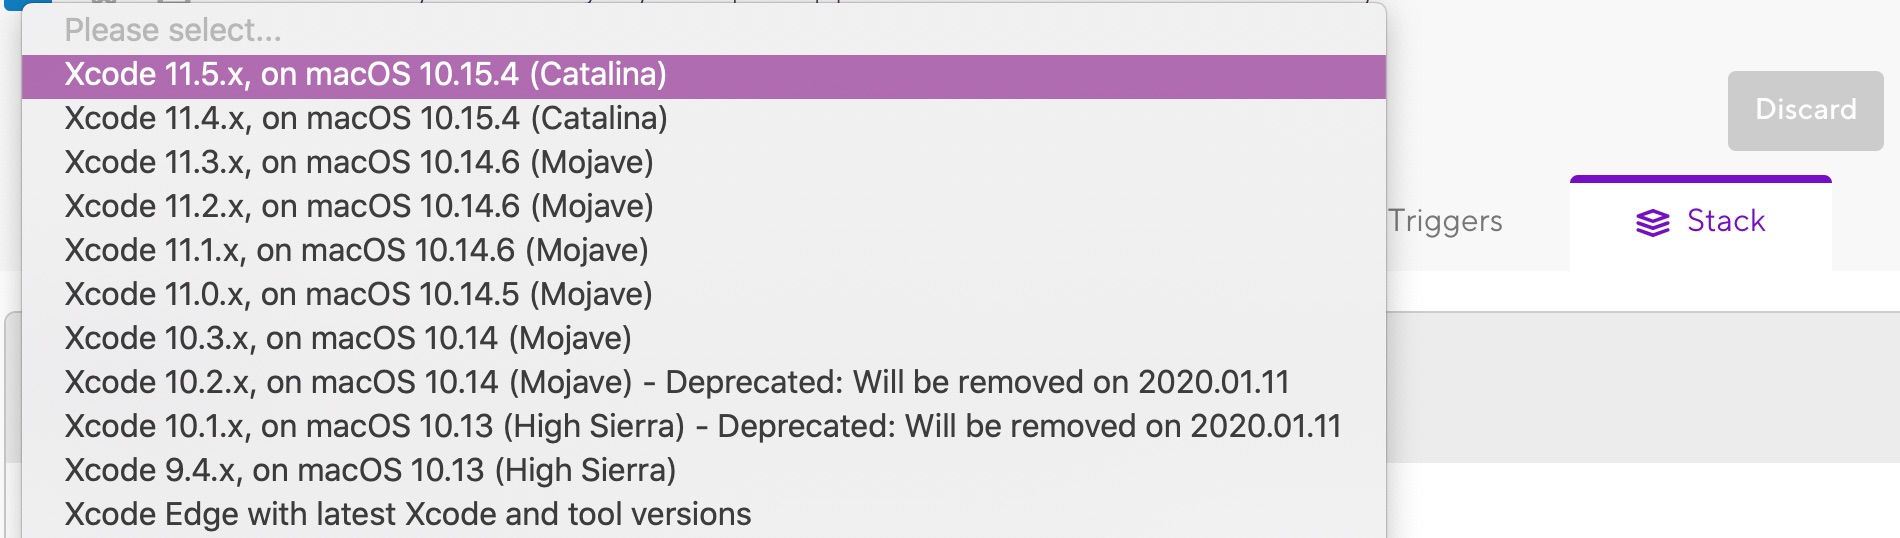 Please select...
Xcode 11.5.x, on macOS 10.15.4 (Catalina)
Xcode 11.4.x, on macOS 10.15.4 (Catalina)
Xcode 11.3.x, on macOS 10.14.6 (Mojave)
Xcode 11.2.x, on macOS 10.14.6 (Mojave)
Xcode 11.1.x, on macOS 10.14.6 (Mojave)
Xcode 11.0.x, on macOS 10.14.5 (Mojave)
Xcode 10.3.x, on macOS 10.14 (Mojave)
Xcode 10.2.x, on macOS 10.14 (Mojave) - Deprecated: Will be removed on 2020.01.11
Xcode 10.1.x, on macOS 10.13 (High Sierra) - Deprecated: Will be removed on 2020.01.11
Xcode 9.4.x, on macOS 10.13 (High Sierra)
Xcode Edge with latest Xcode and tool versions
Discard
Triggers
Stack